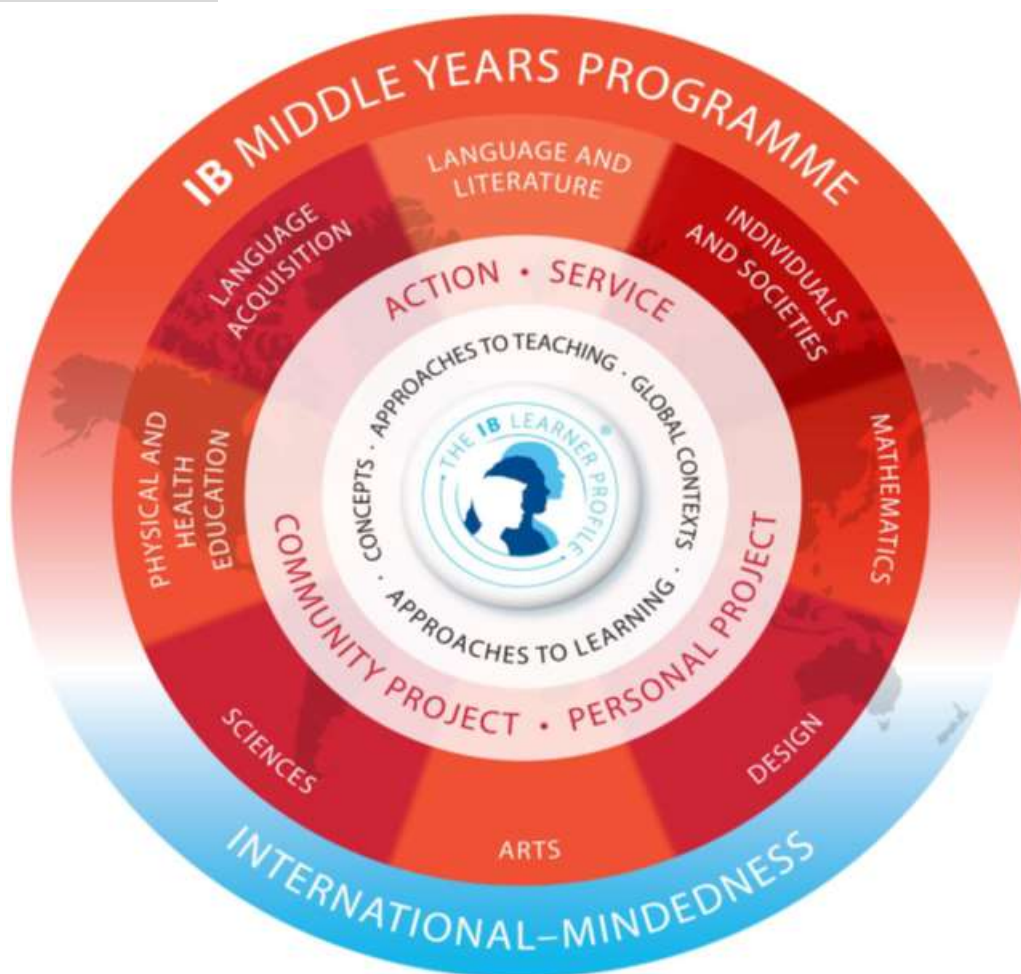 IB MIDDLE YEARS PROGRAMME
LANGUAGE AND
LITERATURE
INDIVIDUALS
AND SOCIETIES
MATHEMATICS
DESIGN
ARTS
SCIENCES
PHYSICAL AND
HEALTH
EDUCATION
LANGUAGE
ACQUISITION
ACTION • SERVICE
PERSONAL PROJECT
• COMMUNITY PROJECT
APPROACHES TO TEACHING •
GLOBAL CONTEXTS •
APPROACHES TO LEARNING •
CONCEPTS •
• THE IB LEARNER PROFILE • ®
INTERNATIONAL–MINDEDNESS